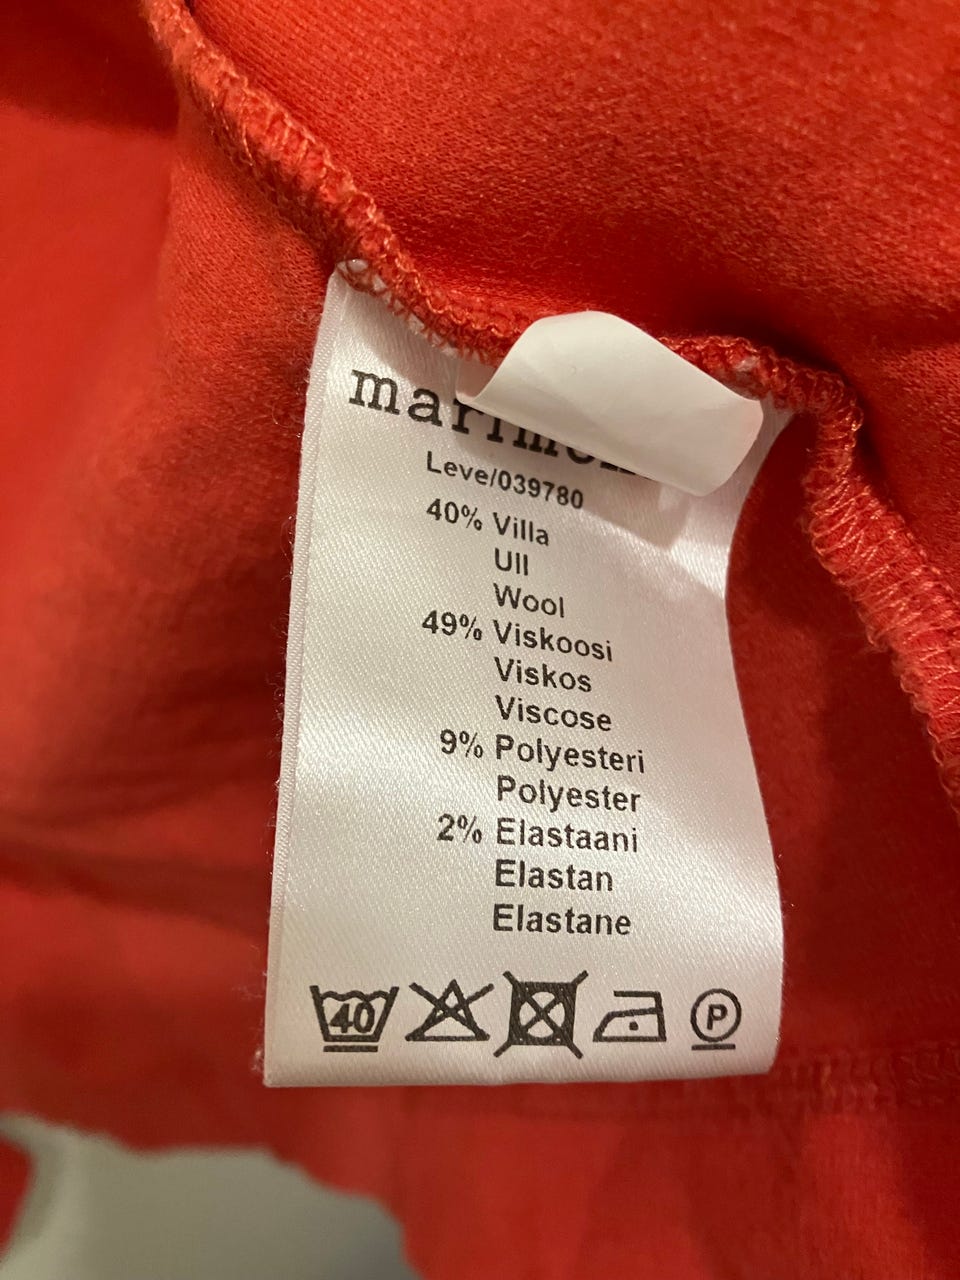 Leve/039780
40% Villa
Ull
Wool
49% Viskoosi
Viskos
Viscose
9% Polyesteri
Polyester
2% Elastaani
Elastan
Elastane
40
P